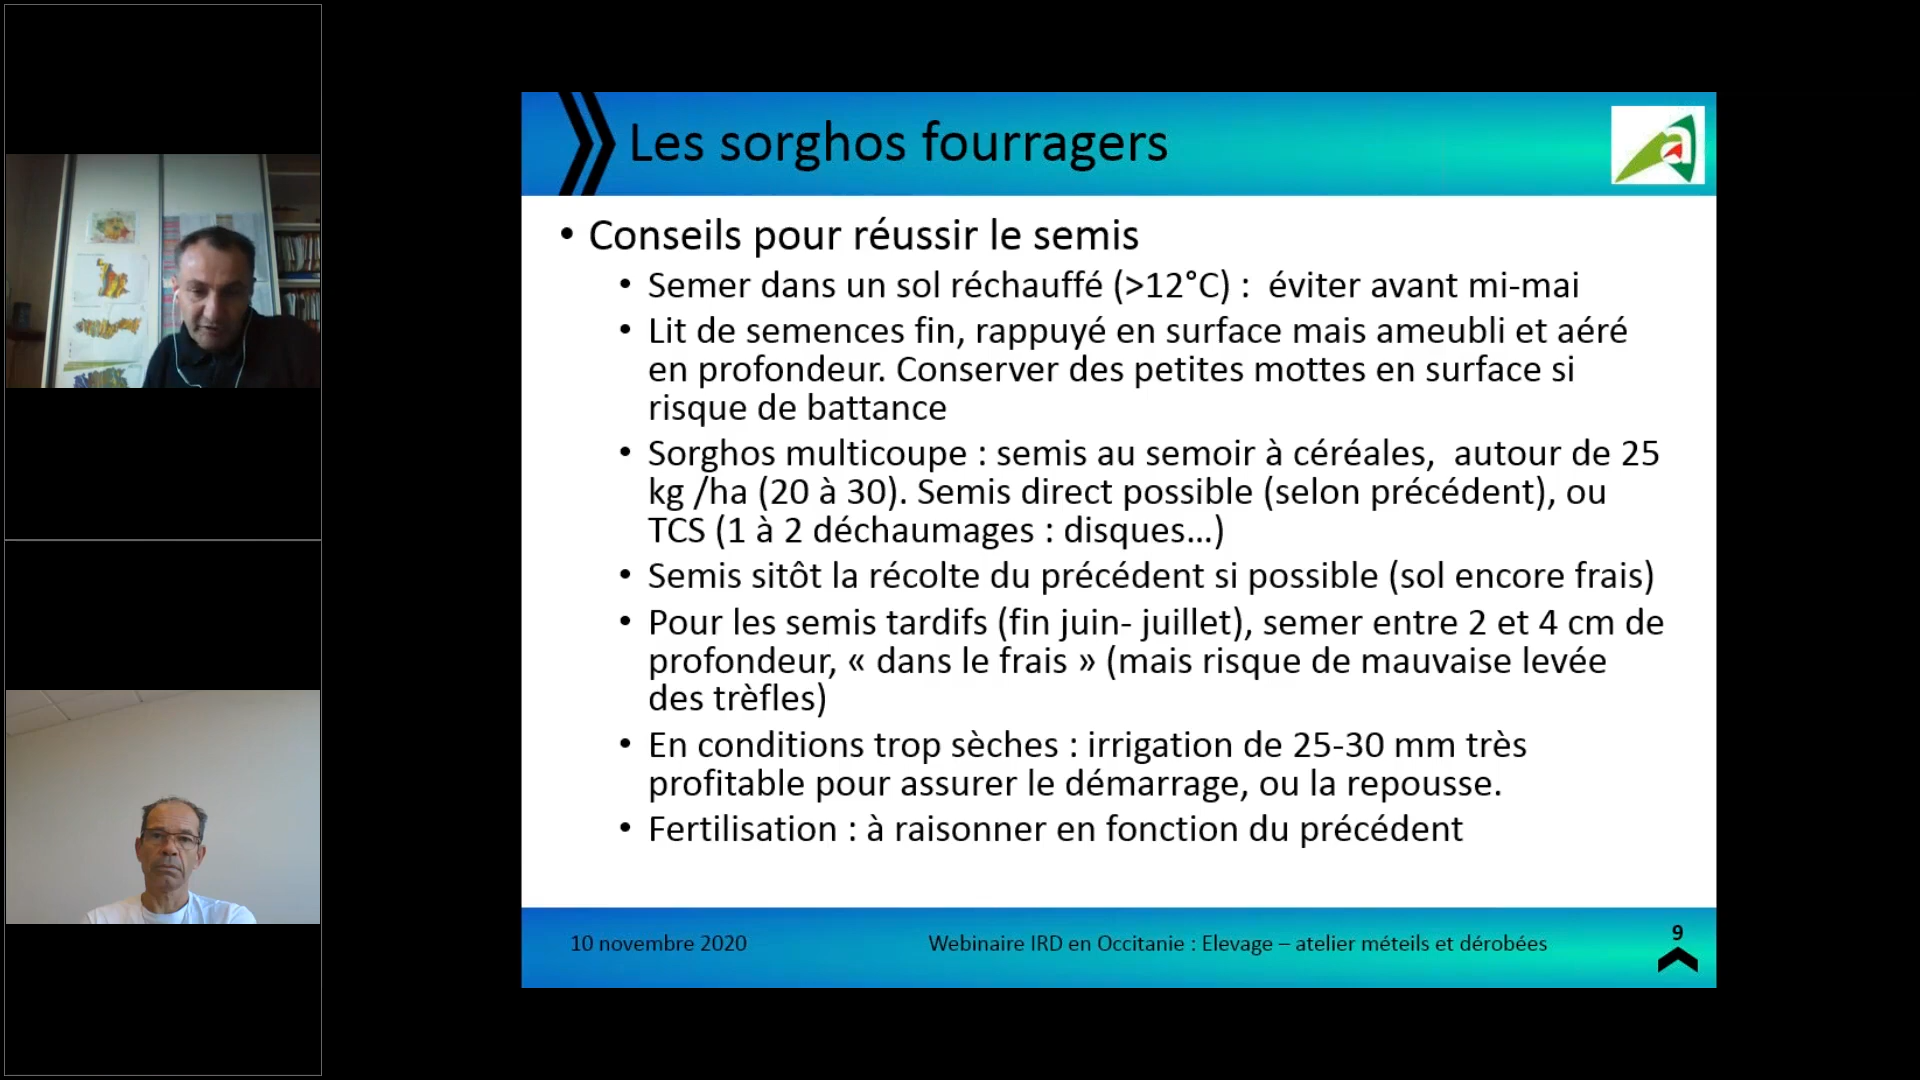 Les sorghos fourragers
• Conseils pour réussir le semis
• Semer dans un sol réchauffé (>12°C) :  éviter avant mi-mai
• Lit de semences fin, rappuyé en surface mais ameubli et aéré
en profondeur. Conserver des petites mottes en surface si
risque de battance
• Sorghos multicoupe : semis au semoir à céréales,  autour de 25
kg /ha (20 à 30). Semis direct possible (selon précédent), ou
TCS (1 à 2 déchaumages : disques…)
• Semis sitôt la récolte du précédent si possible (sol encore frais)
• Pour les semis tardifs (fin juin- juillet), semer entre 2 et 4 cm de
profondeur, « dans le frais » (mais risque de mauvaise levée
des trèfles)
• En conditions trop sèches : irrigation de 25-30 mm très
profitable pour assurer le démarrage, ou la repousse.
• Fertilisation : à raisonner en fonction du précédent
10 novembre 2020
Webinaire IRD en Occitanie : Elevage – atelier méteils et dérobées
9